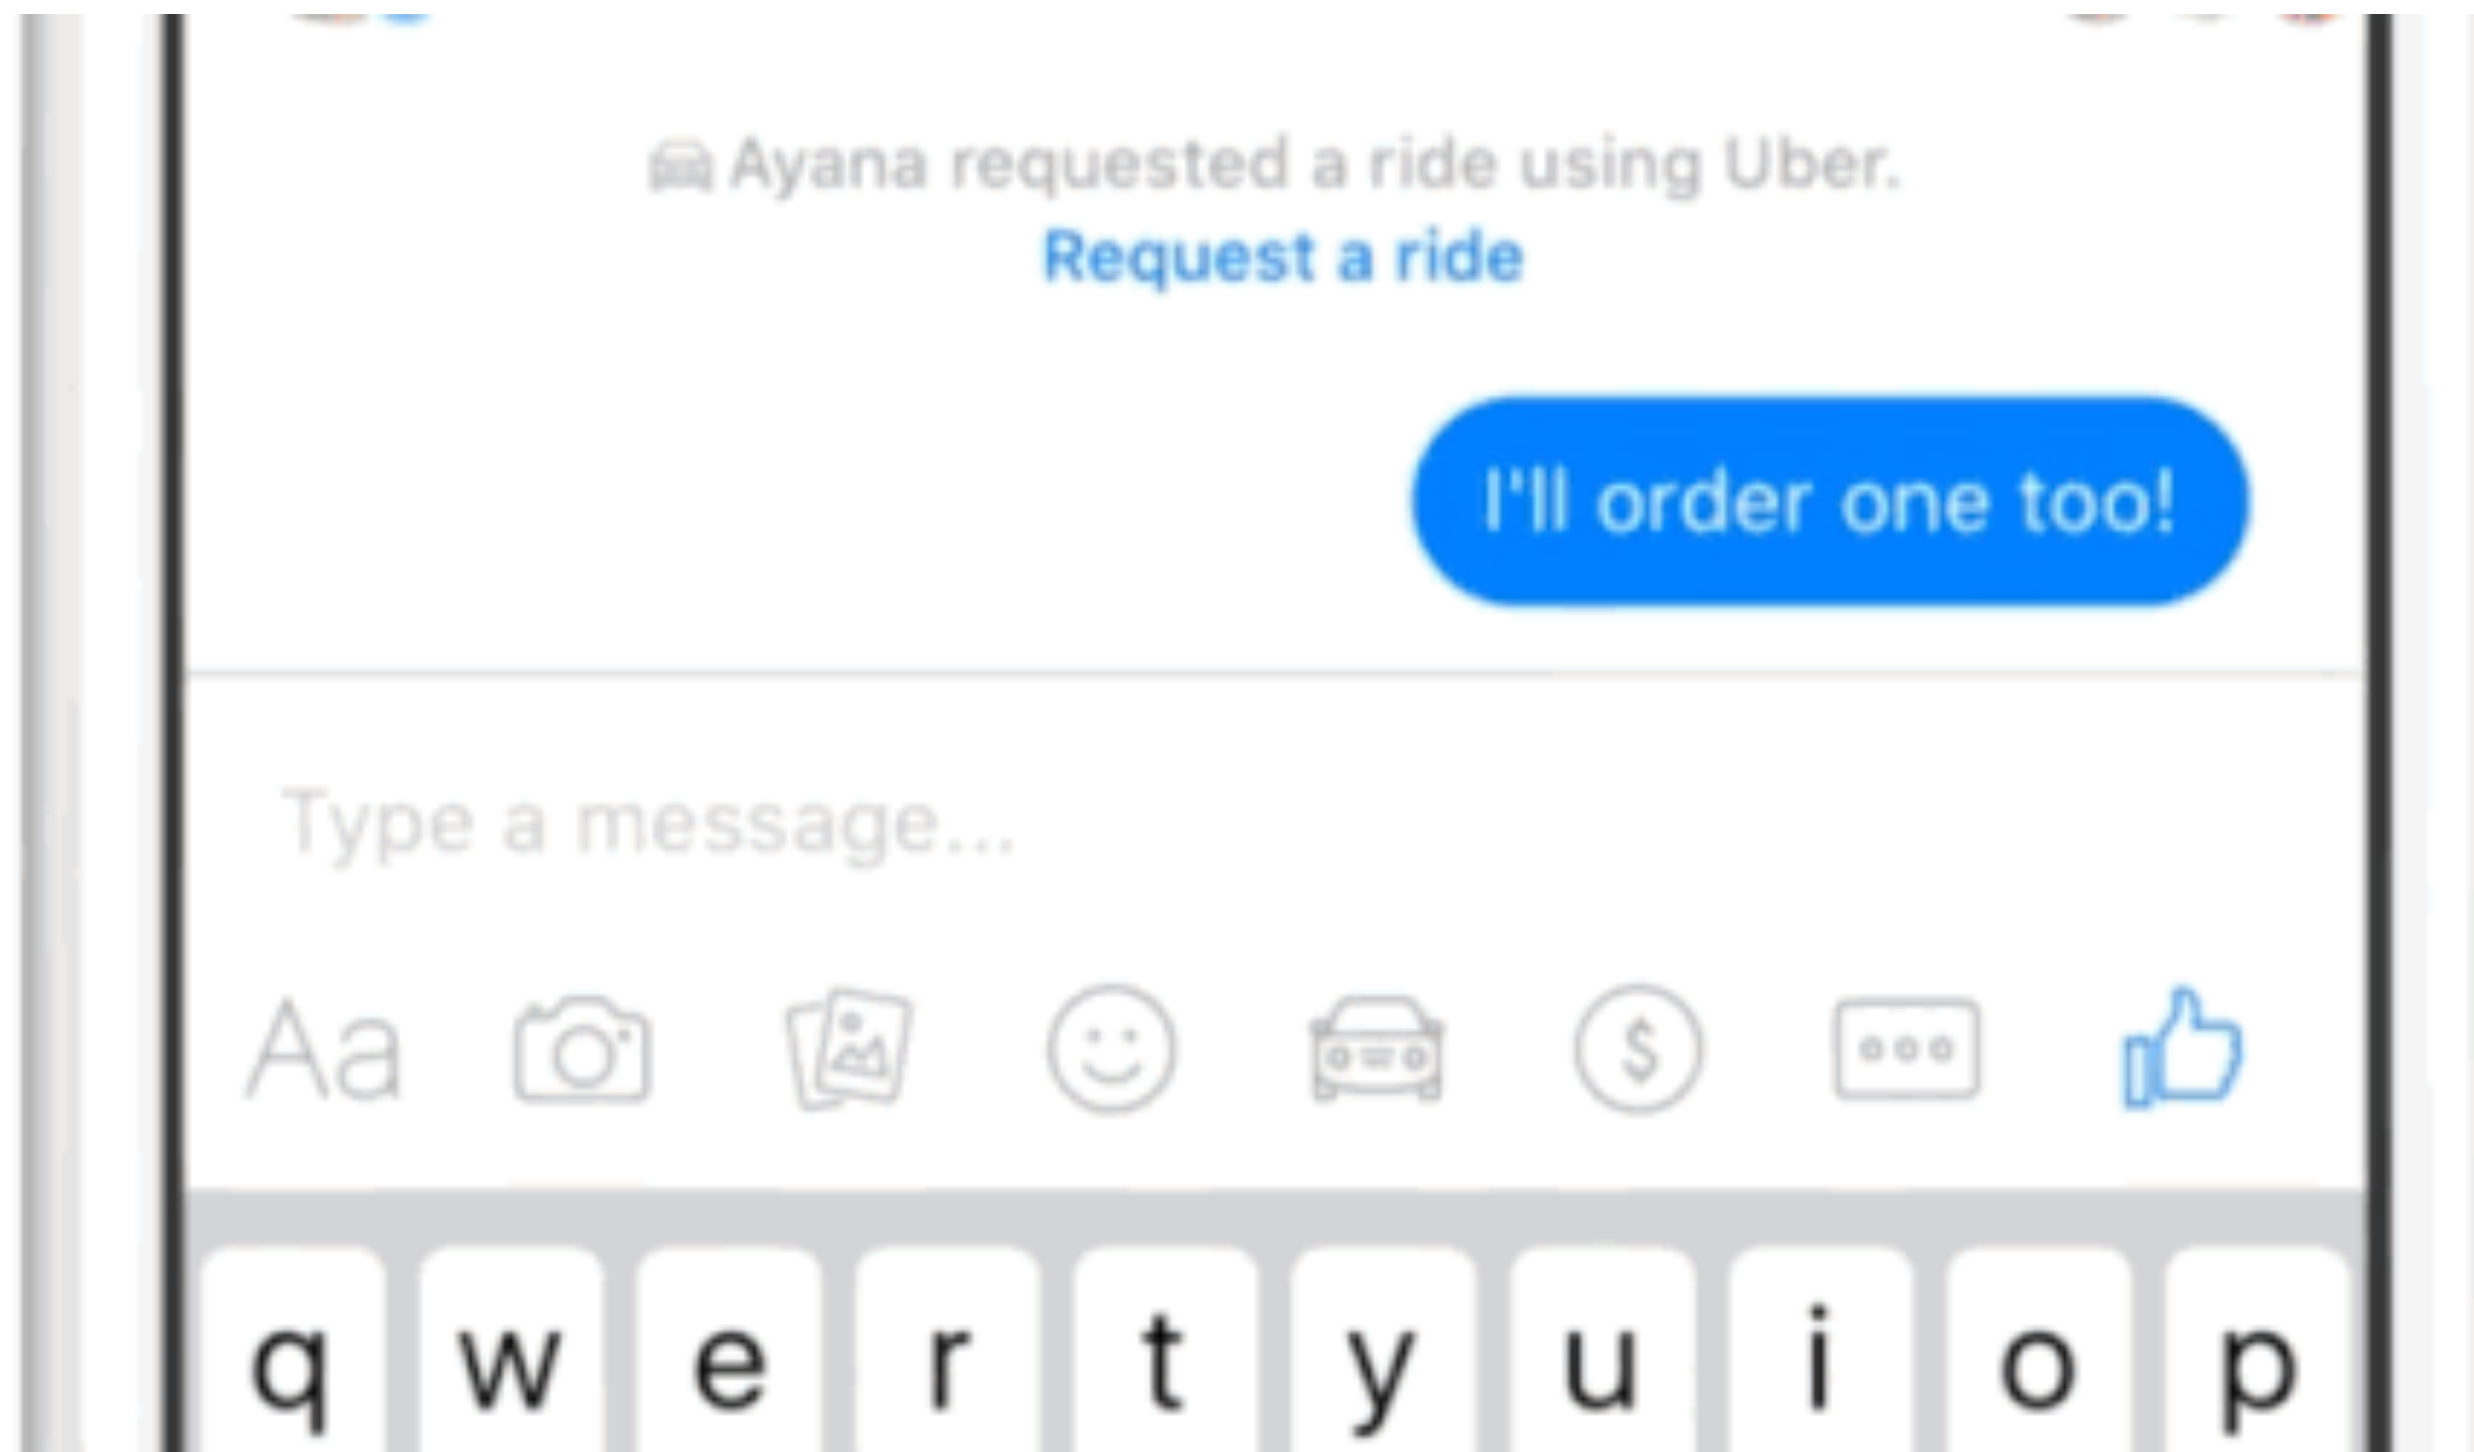 Ayana requested a ride using Uber.
Request a ride
I'll order one too!
Type a message...
Aa
$
q w e r t y u i o p